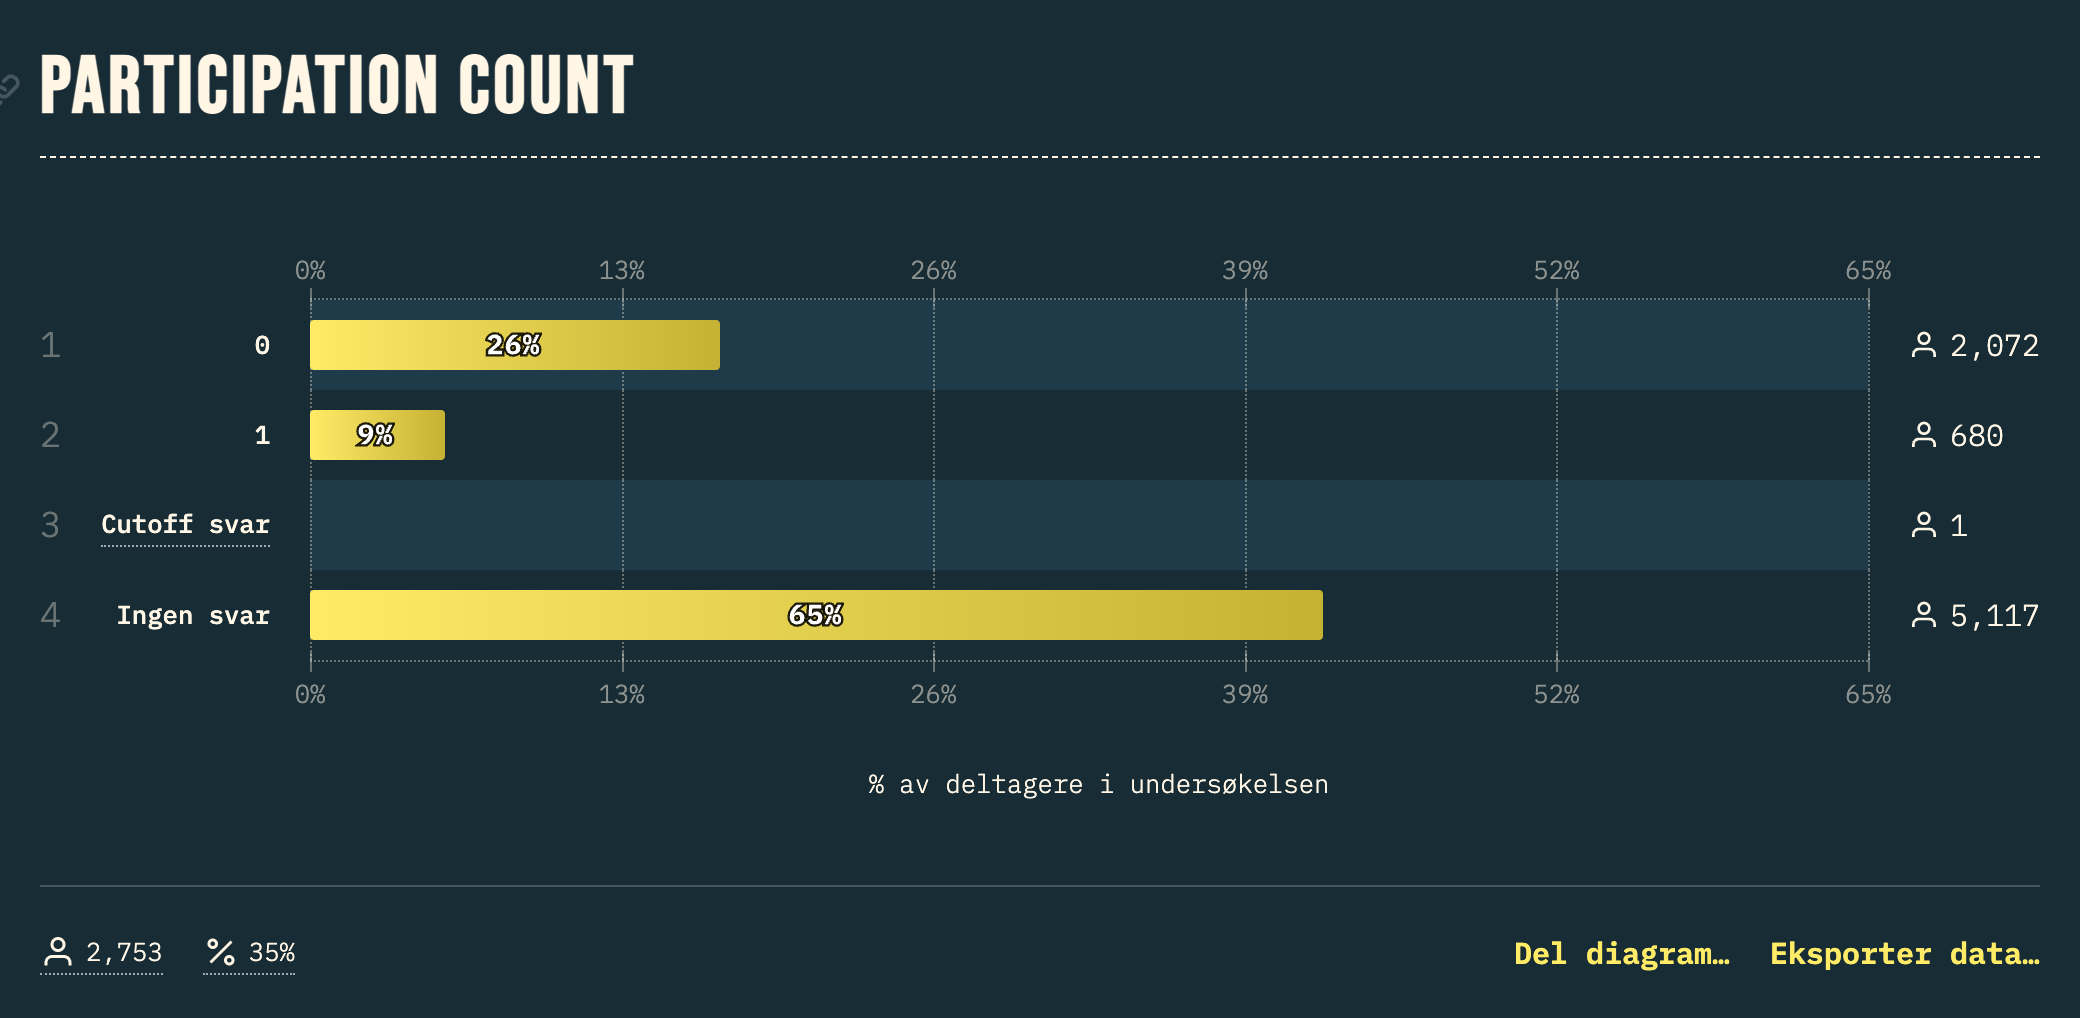 PARTICIPATION COUNT
0% 13% 26% 39% 52% 65%
1 0 26% 2,072
2 1 9% 680
3 Cutoff svar 1
4 Ingen svar 65% 5,117
0% 13% 26% 39% 52% 65%
% av deltagere i undersøkelsen
2,753 35% Del diagram… Eksporter data…